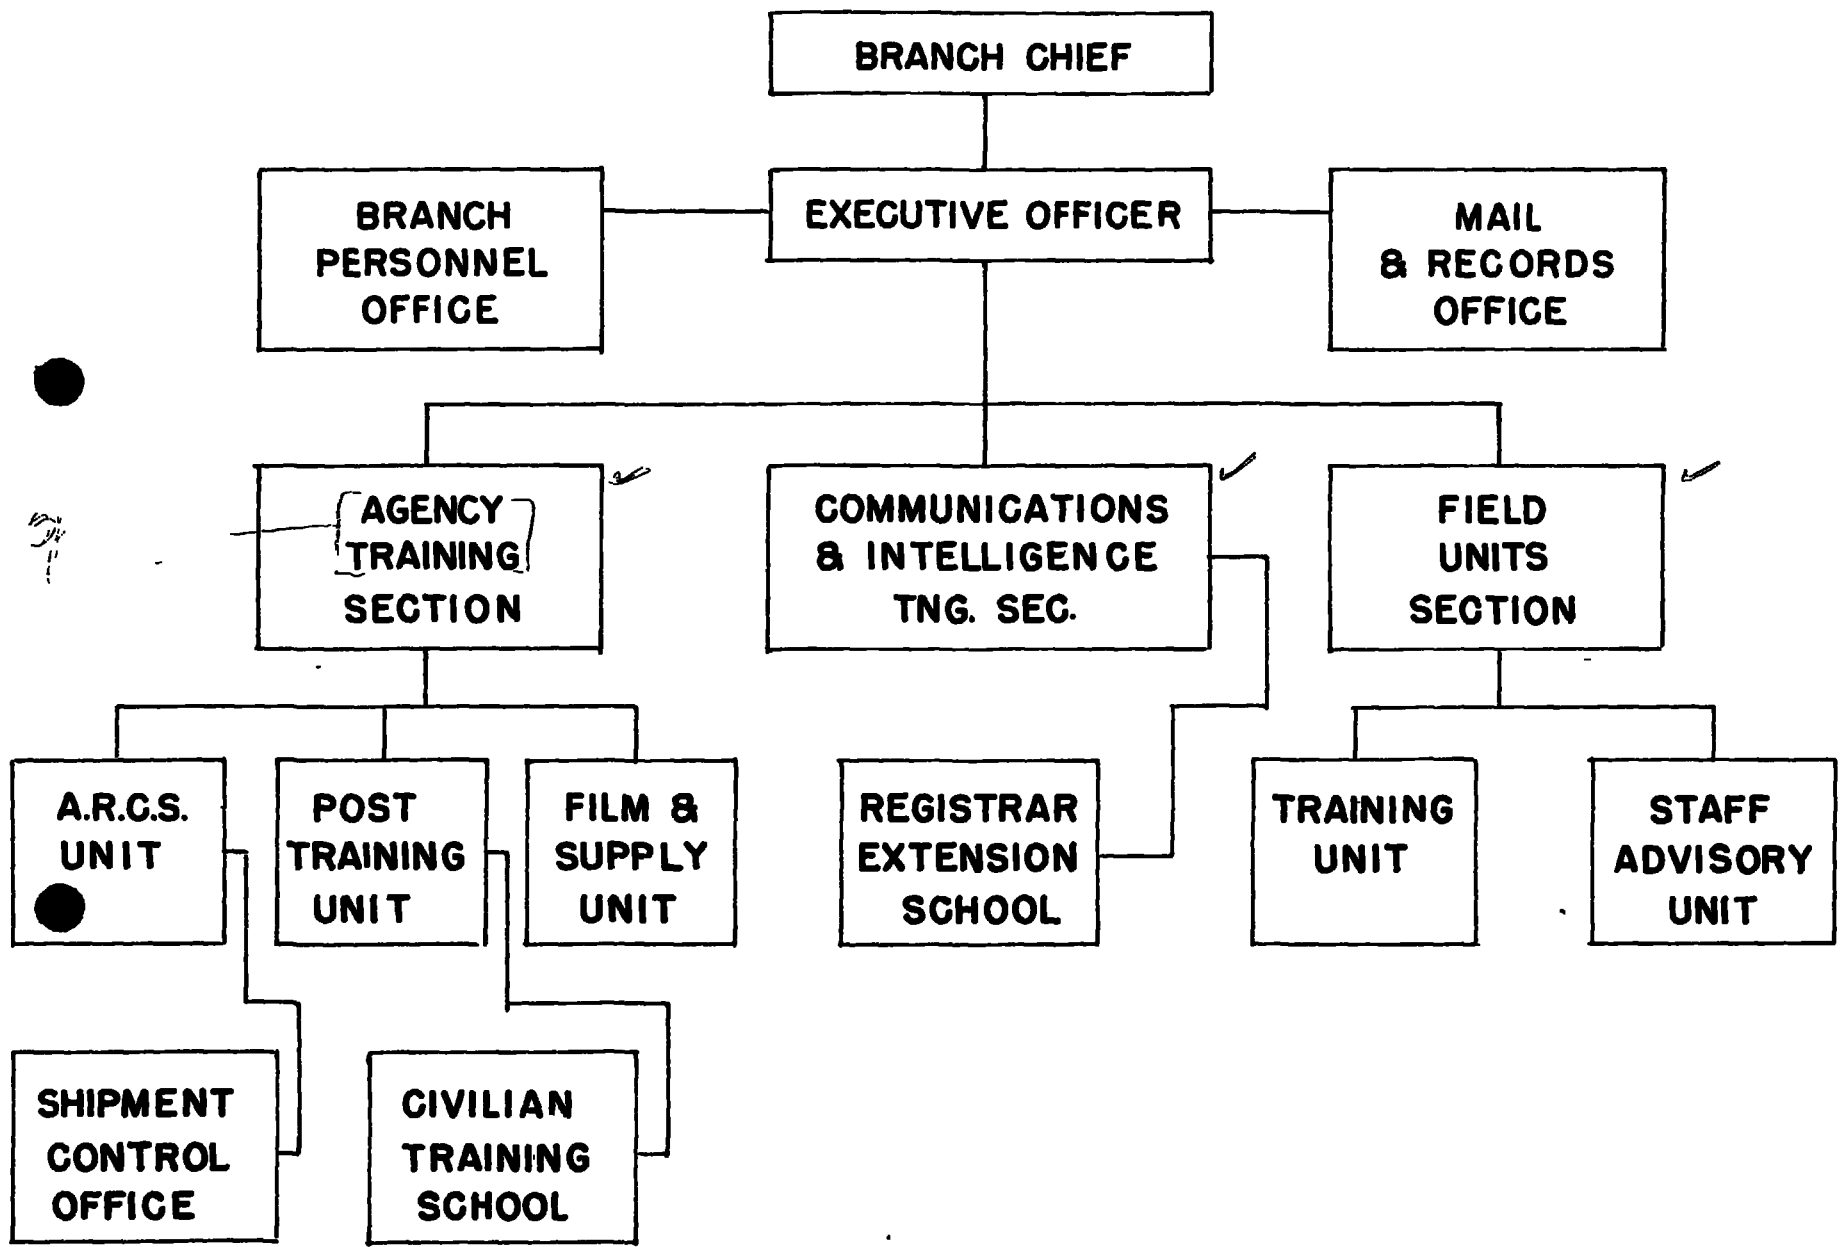 BRANCH CHIEF
BRANCH
PERSONNEL
OFFICE
EXECUTIVE OFFICER
MAIL
& RECORDS
OFFICE
AGENCY
TRAINING
SECTION
COMMUNICATIONS
& INTELLIGENCE
TNG. SEC.
FIELD
UNITS
SECTION
A.R.C.S.
UNIT
POST
TRAINING
UNIT
FILM &
SUPPLY
UNIT
REGISTRAR
EXTENSION
SCHOOL
TRAINING
UNIT
STAFF
ADVISORY
UNIT
SHIPMENT
CONTROL
OFFICE
CIVILIAN
TRAINING
SCHOOL